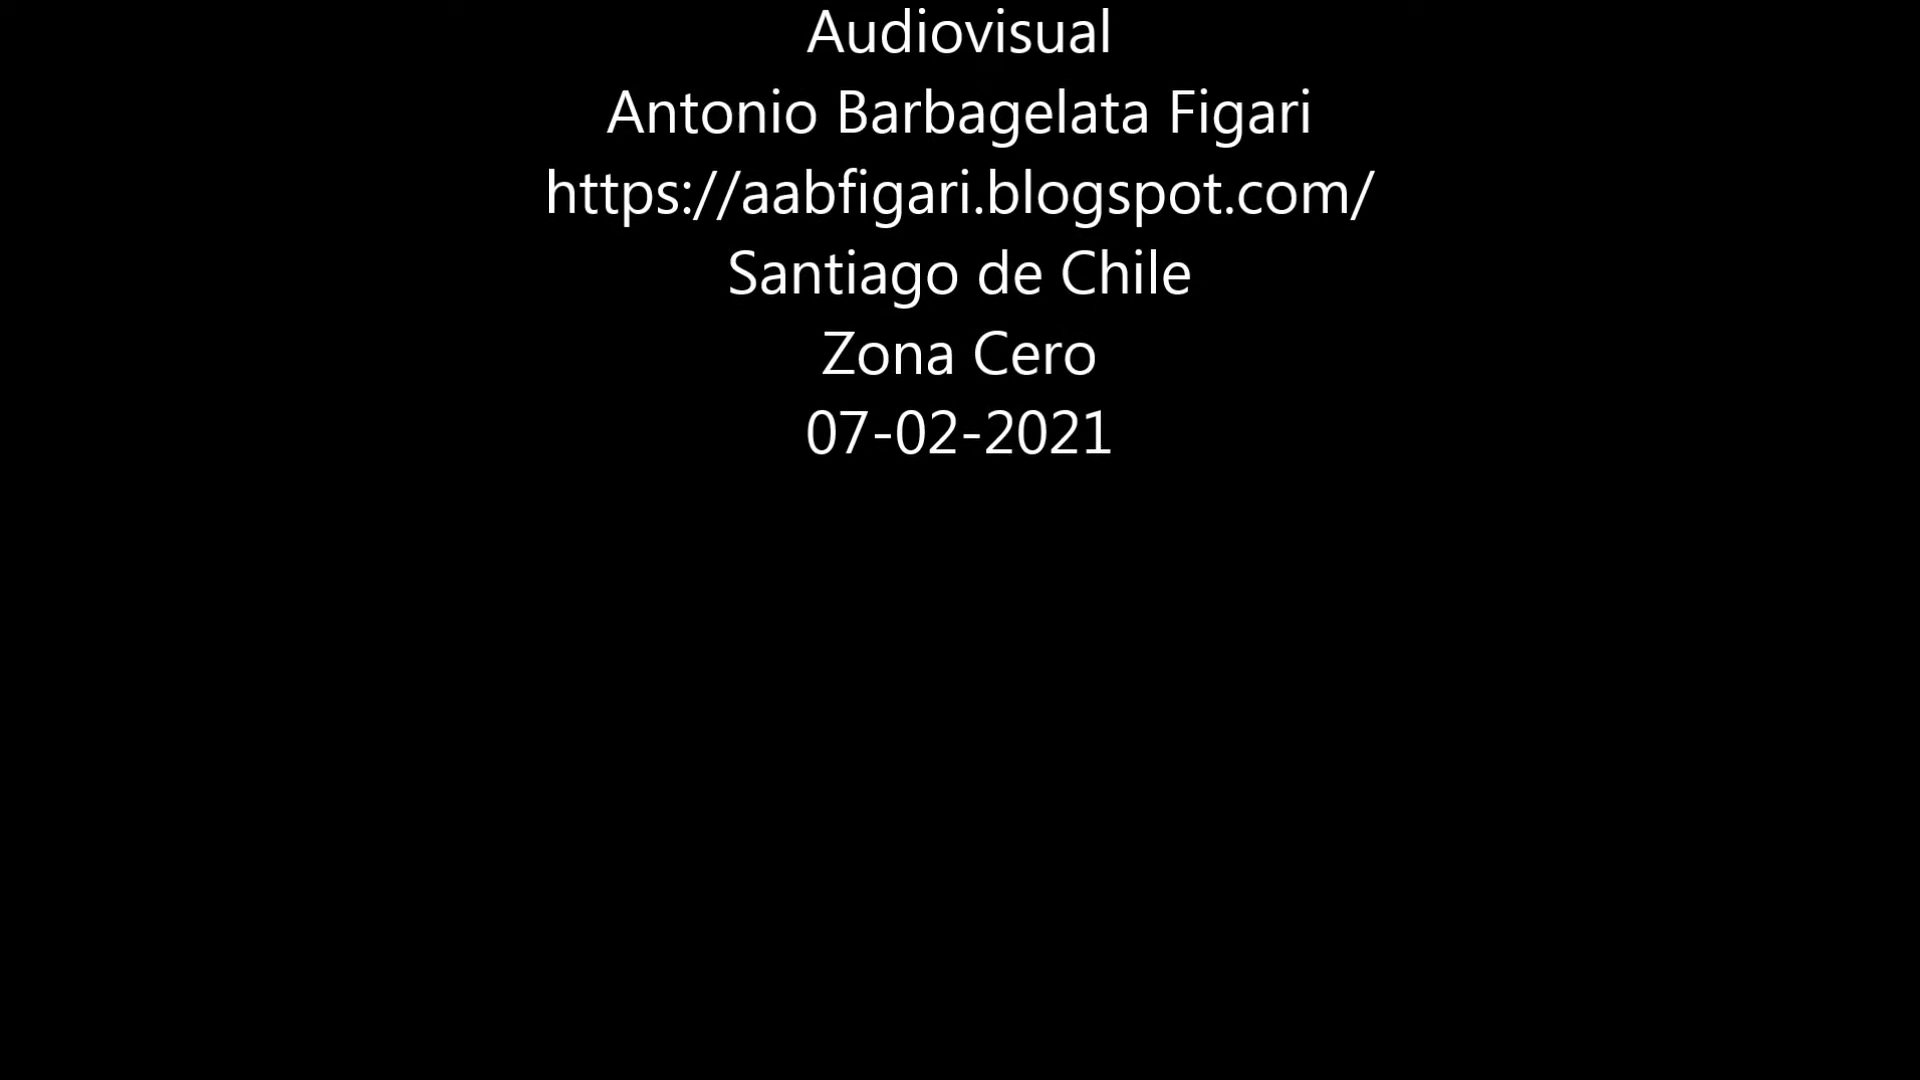 Audiovisual
Antonio Barbagelata Figari
https://aabfigari.blogspot.com/
Santiago de Chile
Zona Cero
07-02-2021